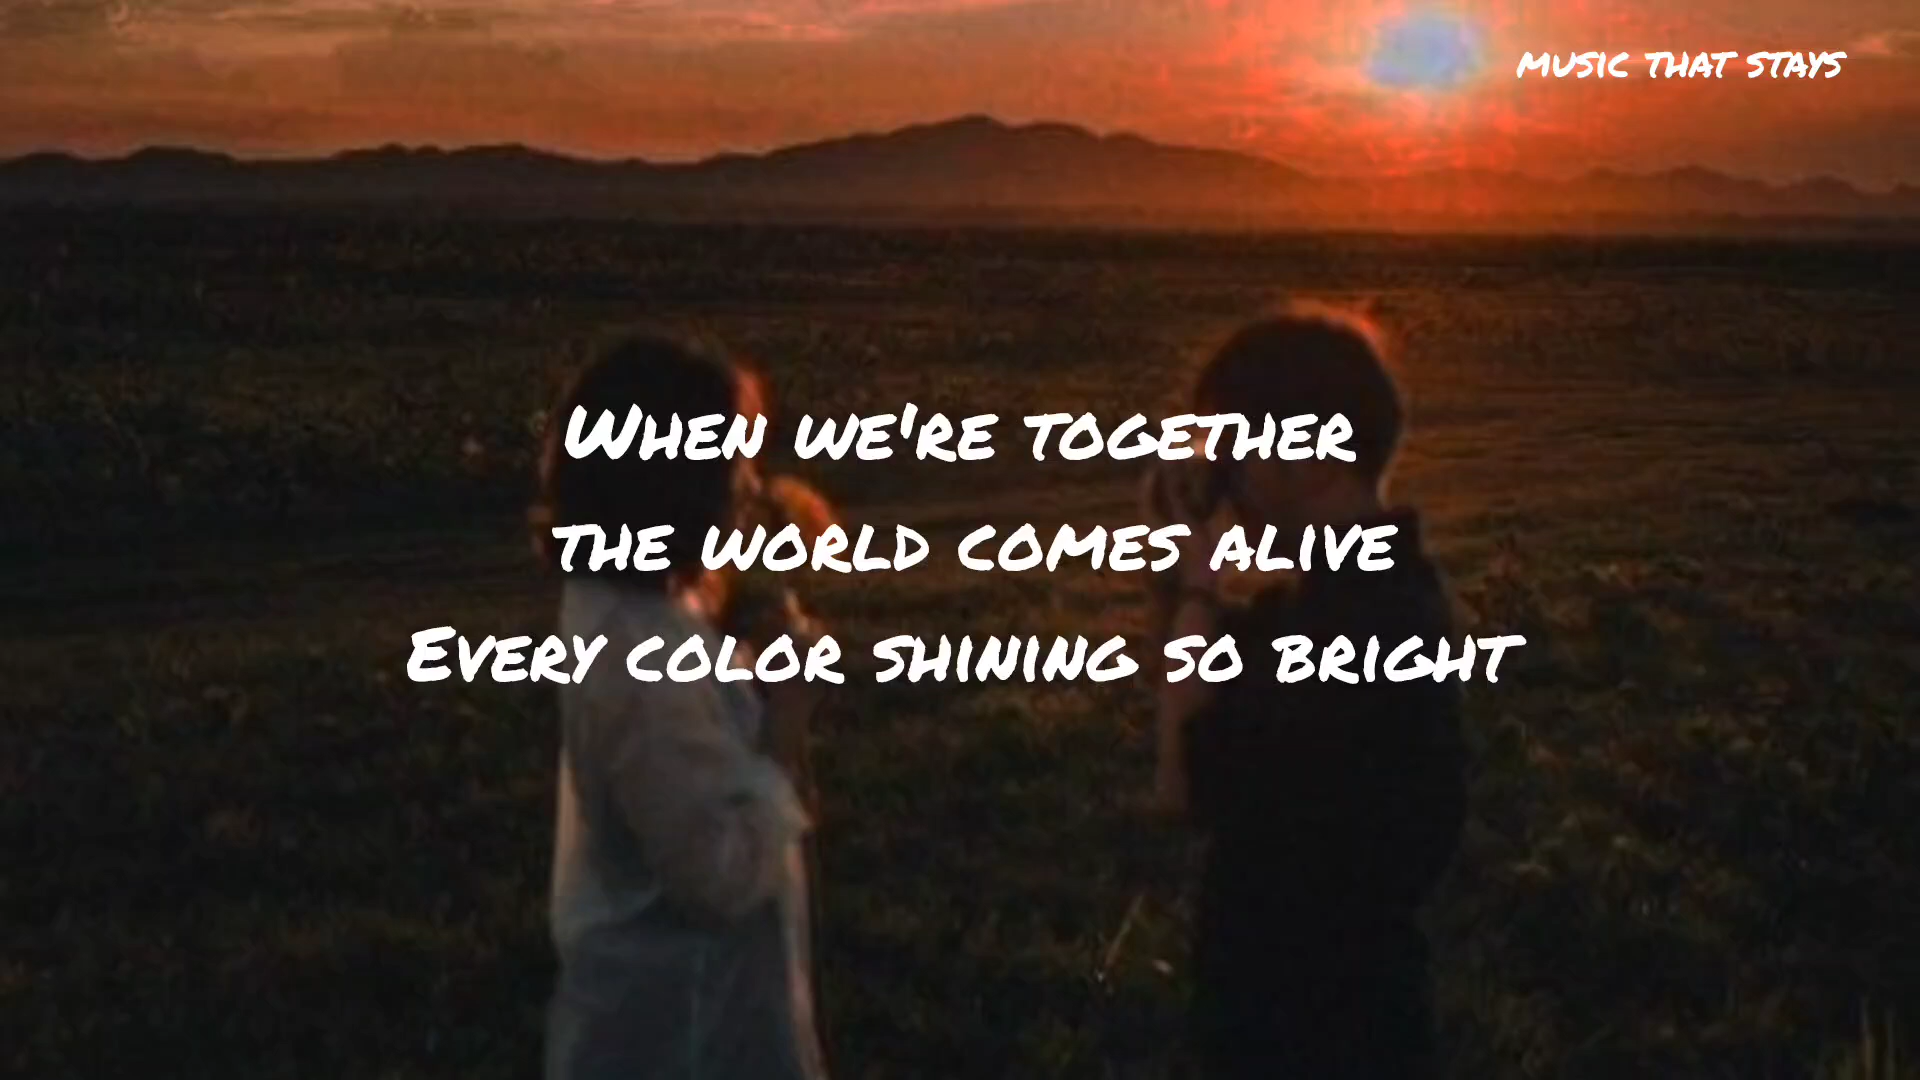 MUSIC THAT STAYS
WHEN WE'RE TOGETHER
THE WORLD COMES ALIVE
EVERY COLOR SHINING SO BRIGHT